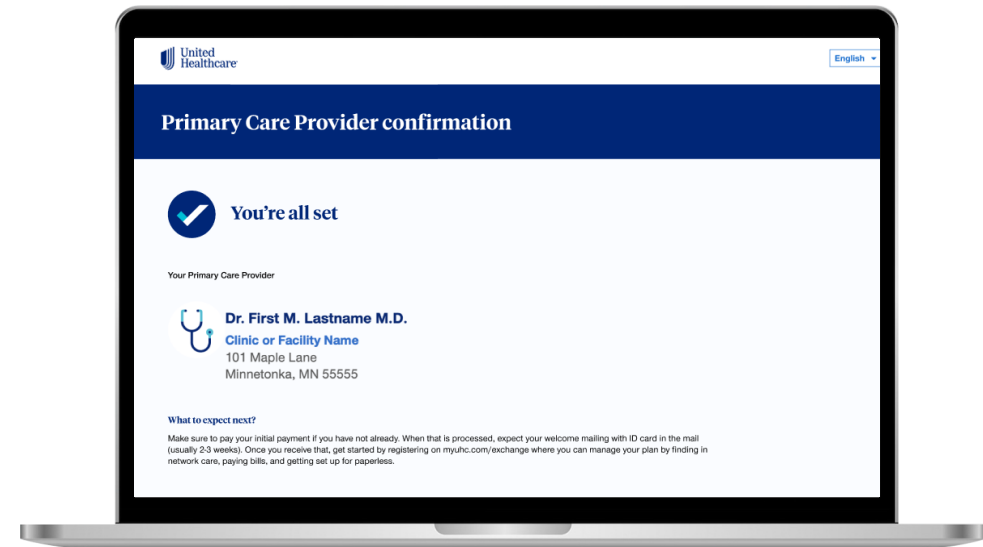 United
Healthcare
English
Primary Care Provider confirmation
You're all set
Your Primary Care Provider
Dr. First M. Lastname M.D.
Clinic or Facility Name
101 Maple Lane
Minnetonka, MN 55555
What to expect next?
Make sure to pay your initial payment if you have not already. When that is processed, expect your welcome mailing with ID card in the mail
(usually 2-3 weeks). Once you receive that, get started by registering on myuhc.com/exchange where you can manage your plan by finding in
network care, paying bills, and getting set up for paperless.